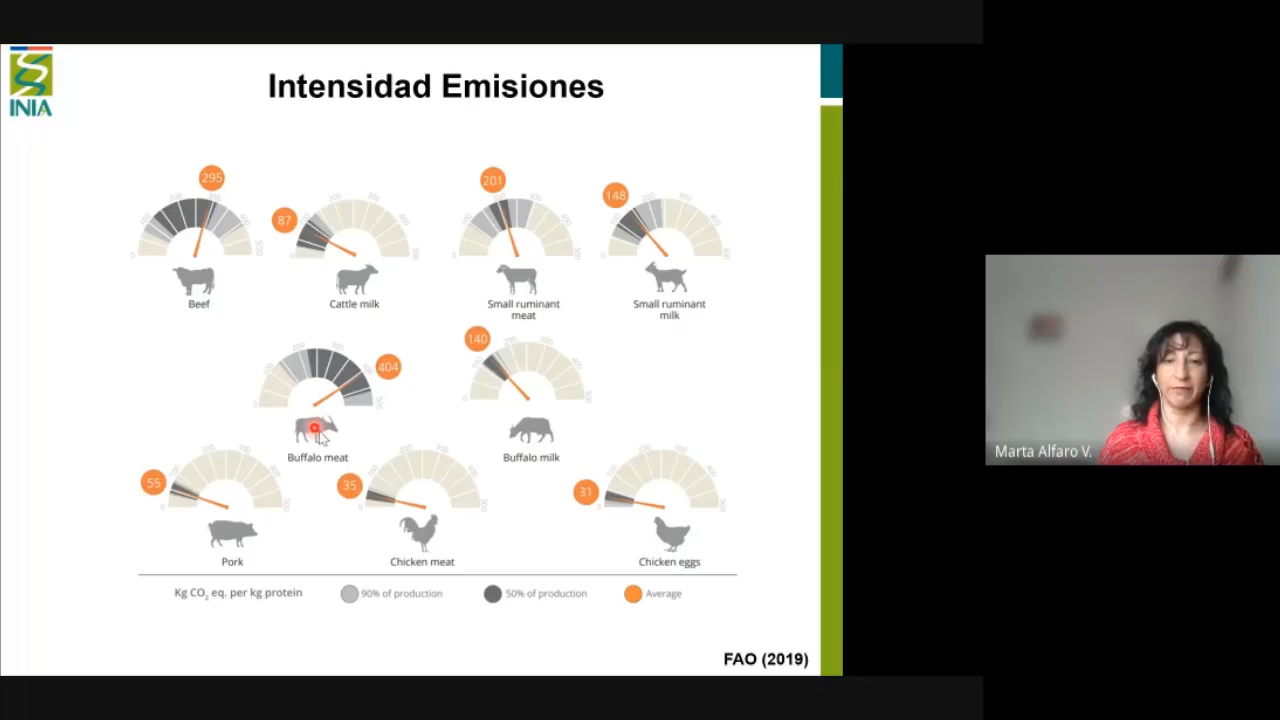 INIA
Intensidad Emisiones
295
87
201
148
Beef
Cattle milk
Small ruminant
meat
Small ruminant
milk
404
140
Buffalo meat
Buffalo milk
55
35
31
Pork
Chicken meat
Chicken eggs
Kg CO₂ eq. per kg protein
90% of production
50% of production
Average
FAO (2019)
Marta Alfaro V.